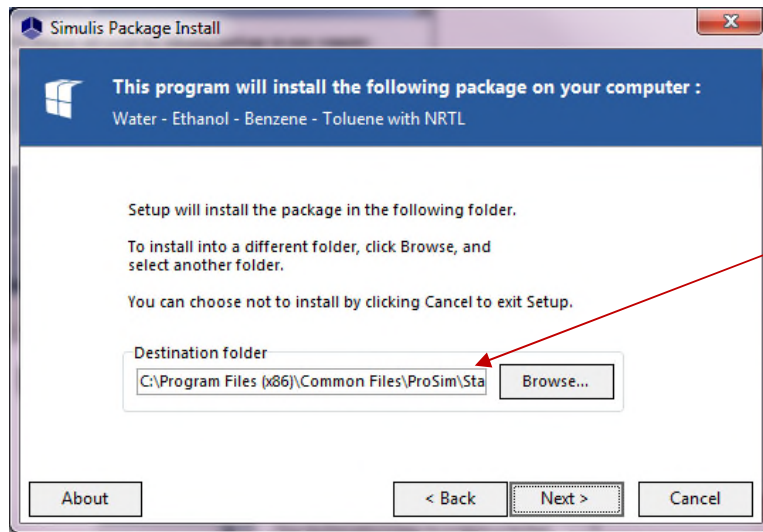 Simulis Package Install
This program will install the following package on your computer :
Water - Ethanol - Benzene - Toluene with NRTL
Setup will install the package in the following folder.
To install into a different folder, click Browse, and
select another folder.
You can choose not to install by clicking Cancel to exit Setup.
Destination folder
C:\Program Files (x86)\Common Files\ProSim\Sta
Browse...
About
< Back
Next >
Cancel